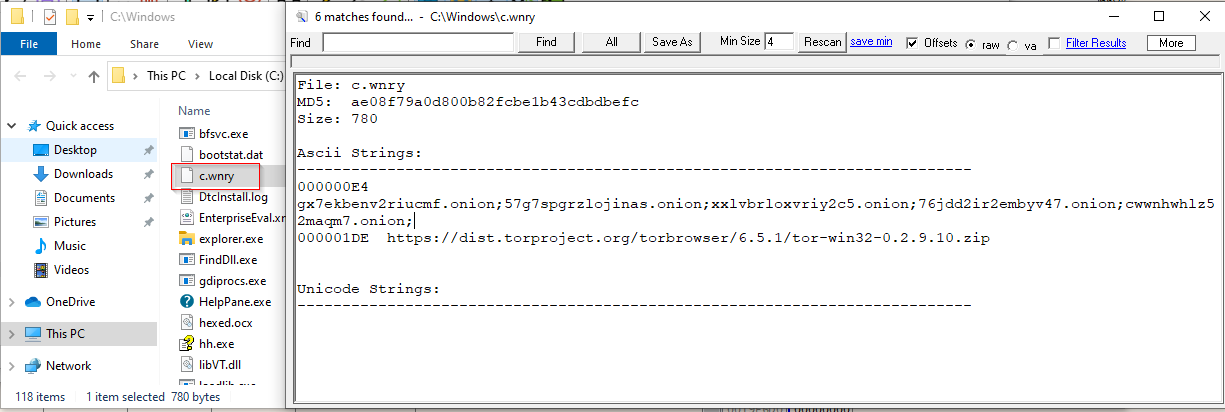 C:\Windows
File
Home
Share
View
This PC
Local Disk (C:)
Quick access
Desktop
Downloads
Documents
Pictures
Music
Videos
OneDrive
This PC
Network
Name
bfsvc.exe
bootstat.dat
c.wnry
DtcInstall.log
EnterpriseEval.xm
explorer.exe
FindDll.exe
gdiprocs.exe
HelpPane.exe
hexed.ocx
hh.exe
libVT.dll
loadlib.exe
118 items
1 item selected 780 bytes
6 matches found... - C:\Windows\c.wnry
Find
Find
All
Save As
Min Size 4
Rescan
save min
Offsets
raw
va
Filter Results
More
File: c.wnry
MD5: ae08f79a0d800b82fcbe1b43cdbdbefc
Size: 780
Ascii Strings:
---------------------------------------------------------------------------
000000E4
gx7ekbenv2riucmf.onion;57g7spgrzlojinas.onion;xxlvbrloxvriy2c5.onion;76jdd2ir2embyv47.onion;cwwnhwhlz5
2maqm7.onion;
000001DE https://dist.torproject.org/torbrowser/6.5.1/tor-win32-0.2.9.10.zip
Unicode Strings:
---------------------------------------------------------------------------